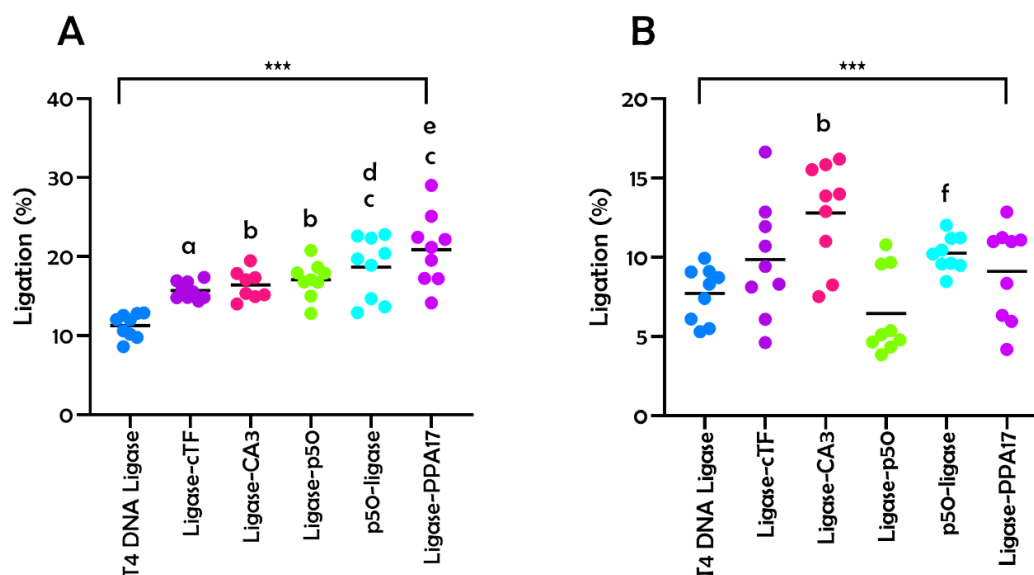 A
***
Ligation (%)
40
30
20
10
0
a
b
b
d
c
e
c
T4 DNA Ligase
Ligase-cTF
Ligase-CA3
Ligase-p50
p50-ligase
Ligase-PPA17
B
***
Ligation (%)
20
15
10
5
0
b
f
T4 DNA Ligase
Ligase-cTF
Ligase-CA3
Ligase-p50
p50-ligase
Ligase-PPA17